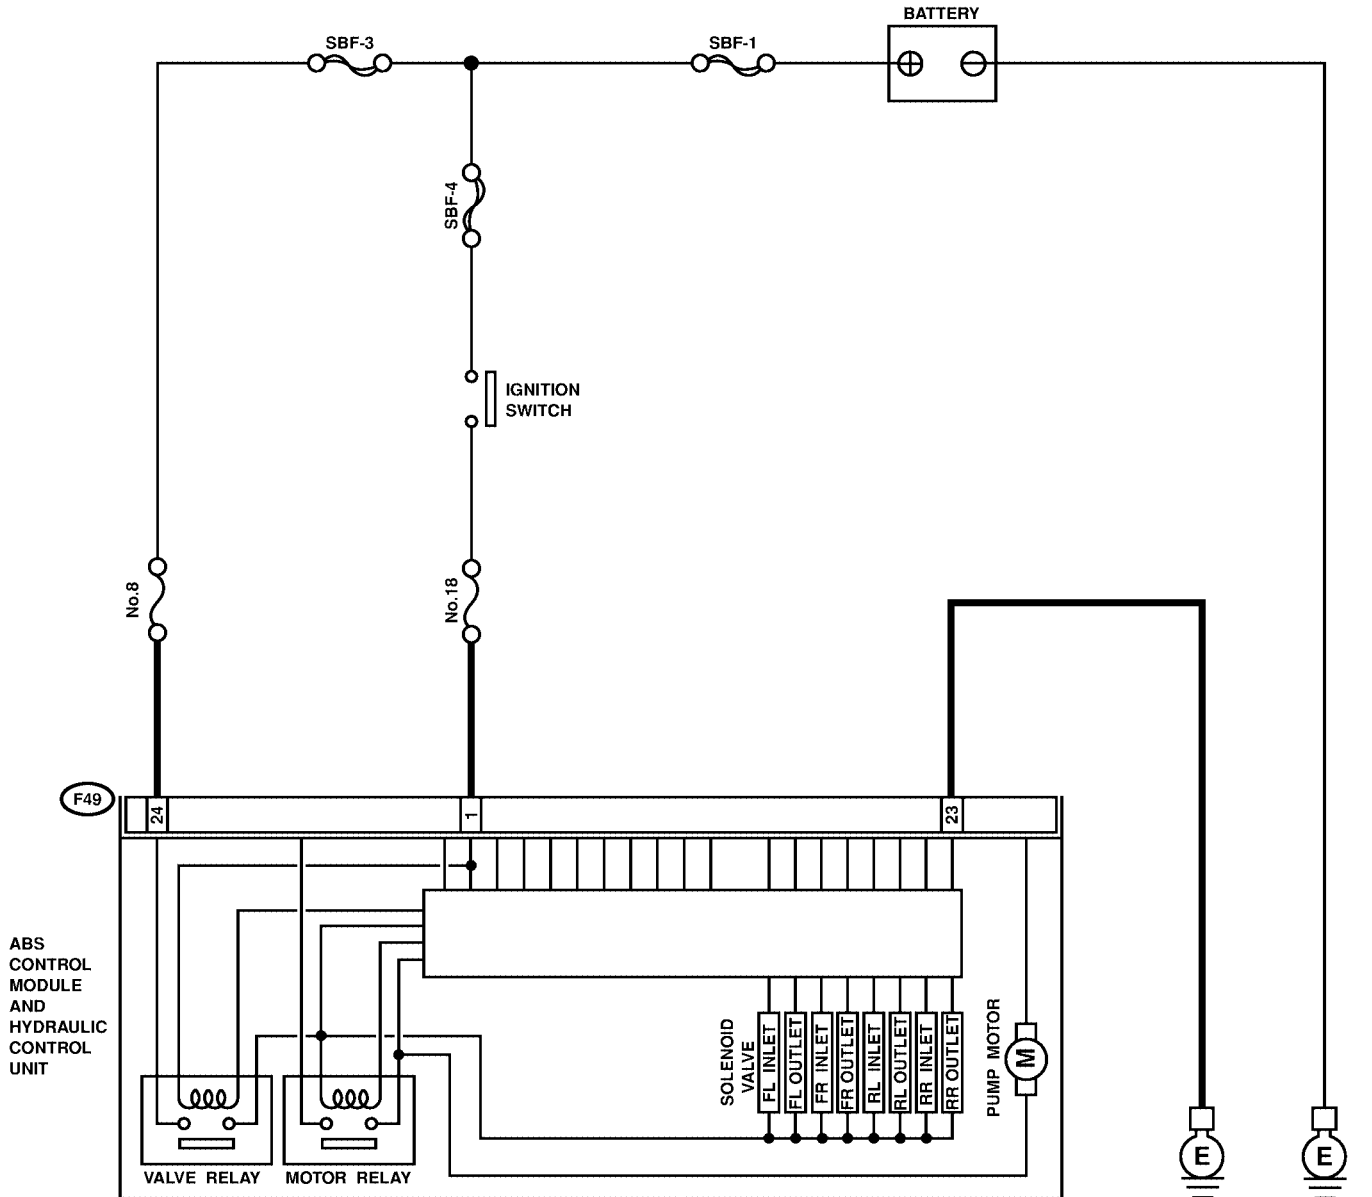 BATTERY
SBF-3
SBF-1
SBF-4
IGNITION
SWITCH
No.8
No.18
F49
24
1
23
ABS
CONTROL
MODULE
AND
HYDRAULIC
CONTROL
UNIT
SOLENOID
VALVE
FL INLET
FL OUTLET
FR INLET
FR OUTLET
RL INLET
RL OUTLET
RR INLET
RR OUTLET
PUMP MOTOR
M
E
E
VALVE RELAY
MOTOR RELAY